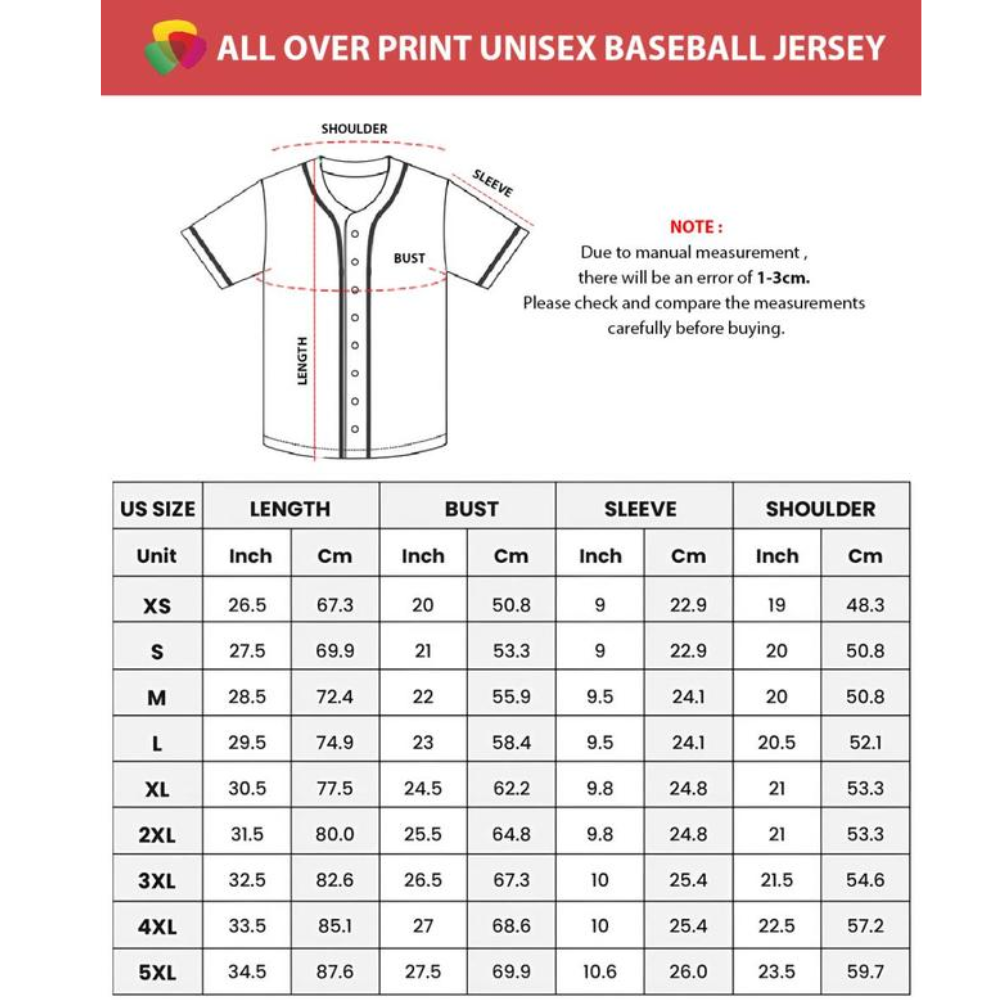 ALL OVER PRINT UNISEX BASEBALL JERSEY
SHOULDER
SLEEVE
BUST
LENGTH
NOTE :
Due to manual measurement ,
there will be an error of 1-3cm.
Please check and compare the measurements
carefully before buying.
US SIZE LENGTH BUST SLEEVE SHOULDER
Unit Inch Cm Inch Cm Inch Cm Inch Cm
XS 26.5 67.3 20 50.8 9 22.9 19 48.3
S 27.5 69.9 21 53.3 9 22.9 20 50.8
M 28.5 72.4 22 55.9 9.5 24.1 20 50.8
L 29.5 74.9 23 58.4 9.5 24.1 20.5 52.1
XL 30.5 77.5 24.5 62.2 9.8 24.8 21 53.3
2XL 31.5 80.0 25.5 64.8 9.8 24.8 21 53.3
3XL 32.5 82.6 26.5 67.3 10 25.4 21.5 54.6
4XL 33.5 85.1 27 68.6 10 25.4 22.5 57.2
5XL 34.5 87.6 27.5 69.9 10.6 26.0 23.5 59.7